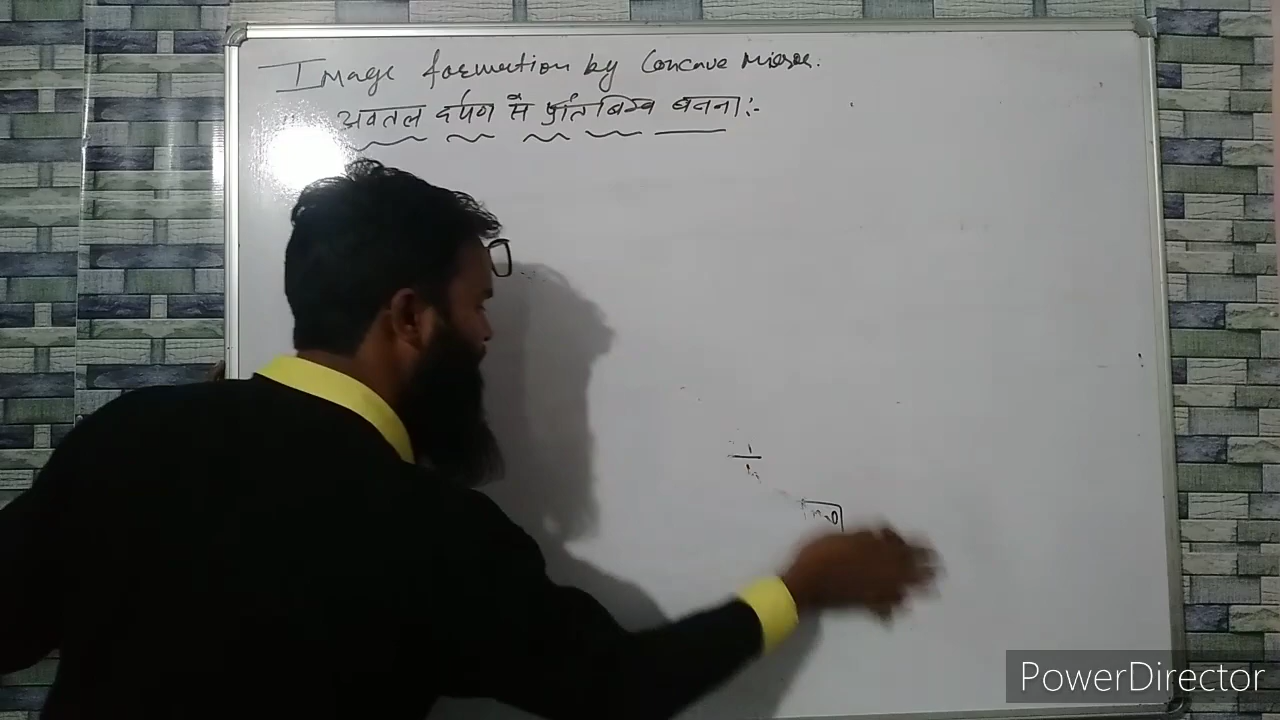 Image formation by Concave Mirror.
अवतल दर्पण से प्रतिबिम्ब बनना :-
PowerDirector